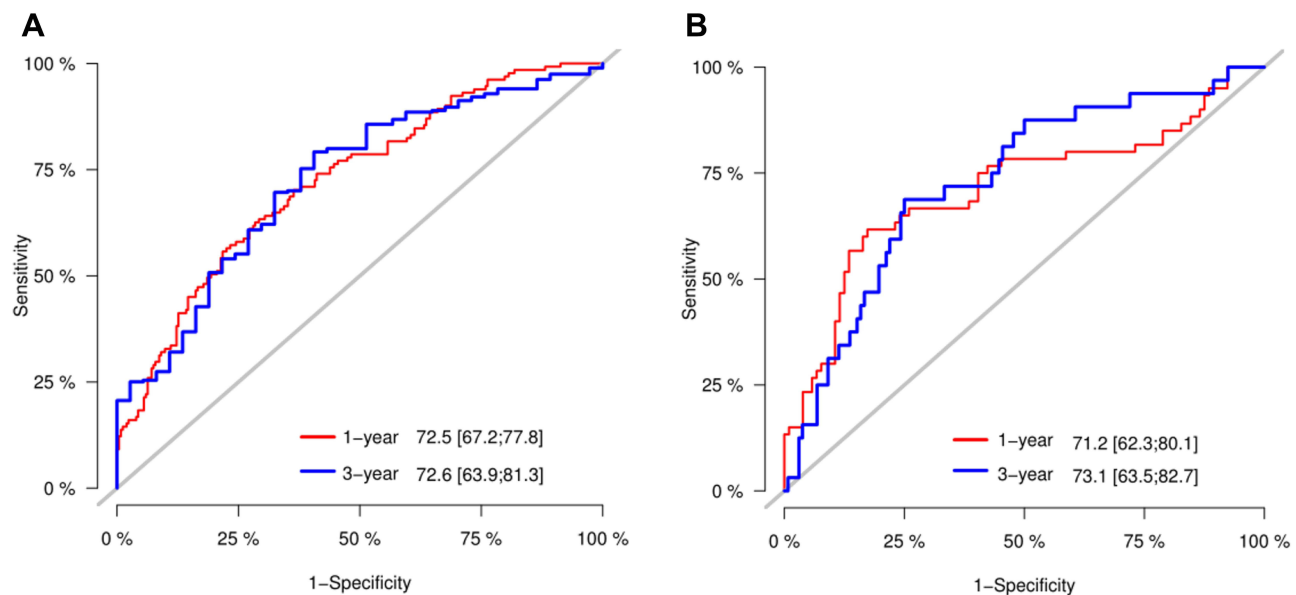 A
100 %
75 %
50 %
25 %
0 %
Sensitivity
1−year 72.5 [67.2;77.8]
3−year 72.6 [63.9;81.3]
0 % 25 % 50 % 75 % 100 %
1−Specificity
B
100 %
75 %
50 %
25 %
0 %
Sensitivity
1−year 71.2 [62.3;80.1]
3−year 73.1 [63.5;82.7]
0 % 25 % 50 % 75 % 100 %
1−Specificity